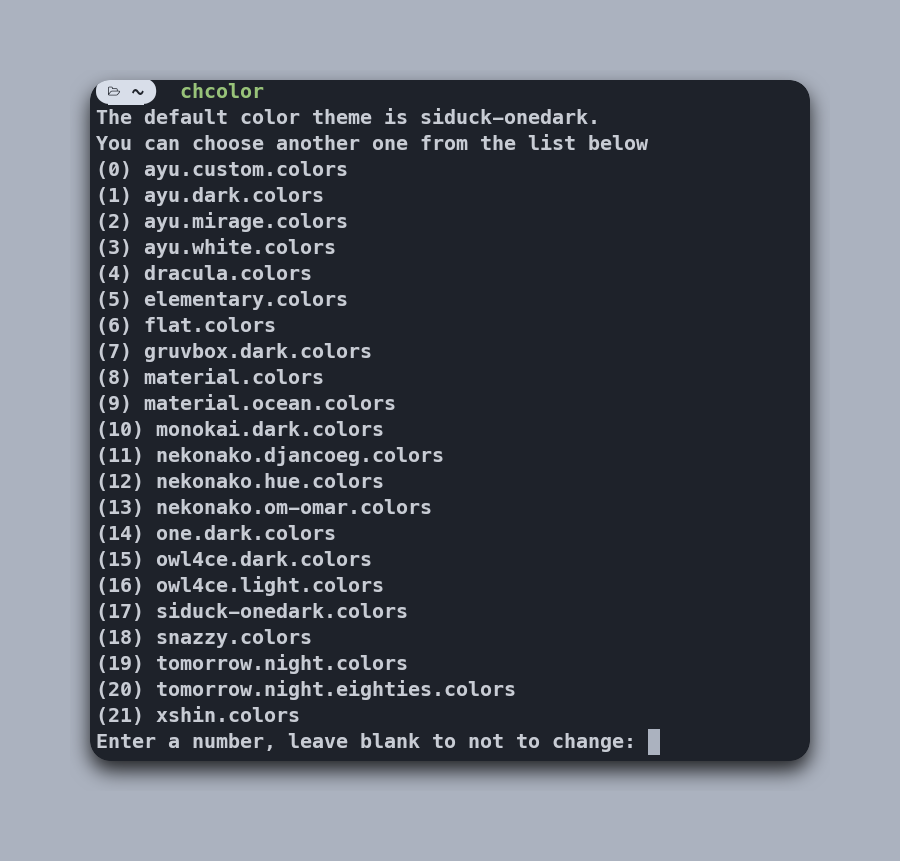 ~ chcolor
The default color theme is siduck-onedark.
You can choose another one from the list below
(0) ayu.custom.colors
(1) ayu.dark.colors
(2) ayu.mirage.colors
(3) ayu.white.colors
(4) dracula.colors
(5) elementary.colors
(6) flat.colors
(7) gruvbox.dark.colors
(8) material.colors
(9) material.ocean.colors
(10) monokai.dark.colors
(11) nekonako.djancoeg.colors
(12) nekonako.hue.colors
(13) nekonako.om-omar.colors
(14) one.dark.colors
(15) owl4ce.dark.colors
(16) owl4ce.light.colors
(17) siduck-onedark.colors
(18) snazzy.colors
(19) tomorrow.night.colors
(20) tomorrow.night.eighties.colors
(21) xshin.colors
Enter a number, leave blank to not to change: